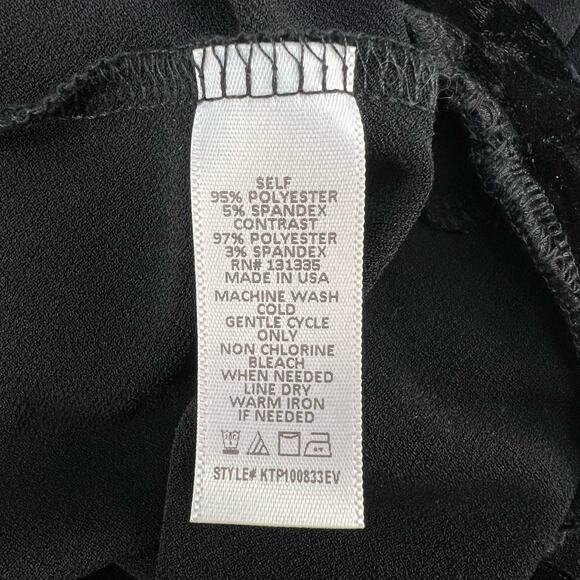 SELF
95% POLYESTER
5% SPANDEX
CONTRAST
97% POLYESTER
3% SPANDEX
RN# 131335
MADE IN USA
MACHINE WASH
COLD
GENTLE CYCLE
ONLY
NON CHLORINE
BLEACH
WHEN NEEDED
LINE DRY
WARM IRON
IF NEEDED
STYLE# KTP100833EV